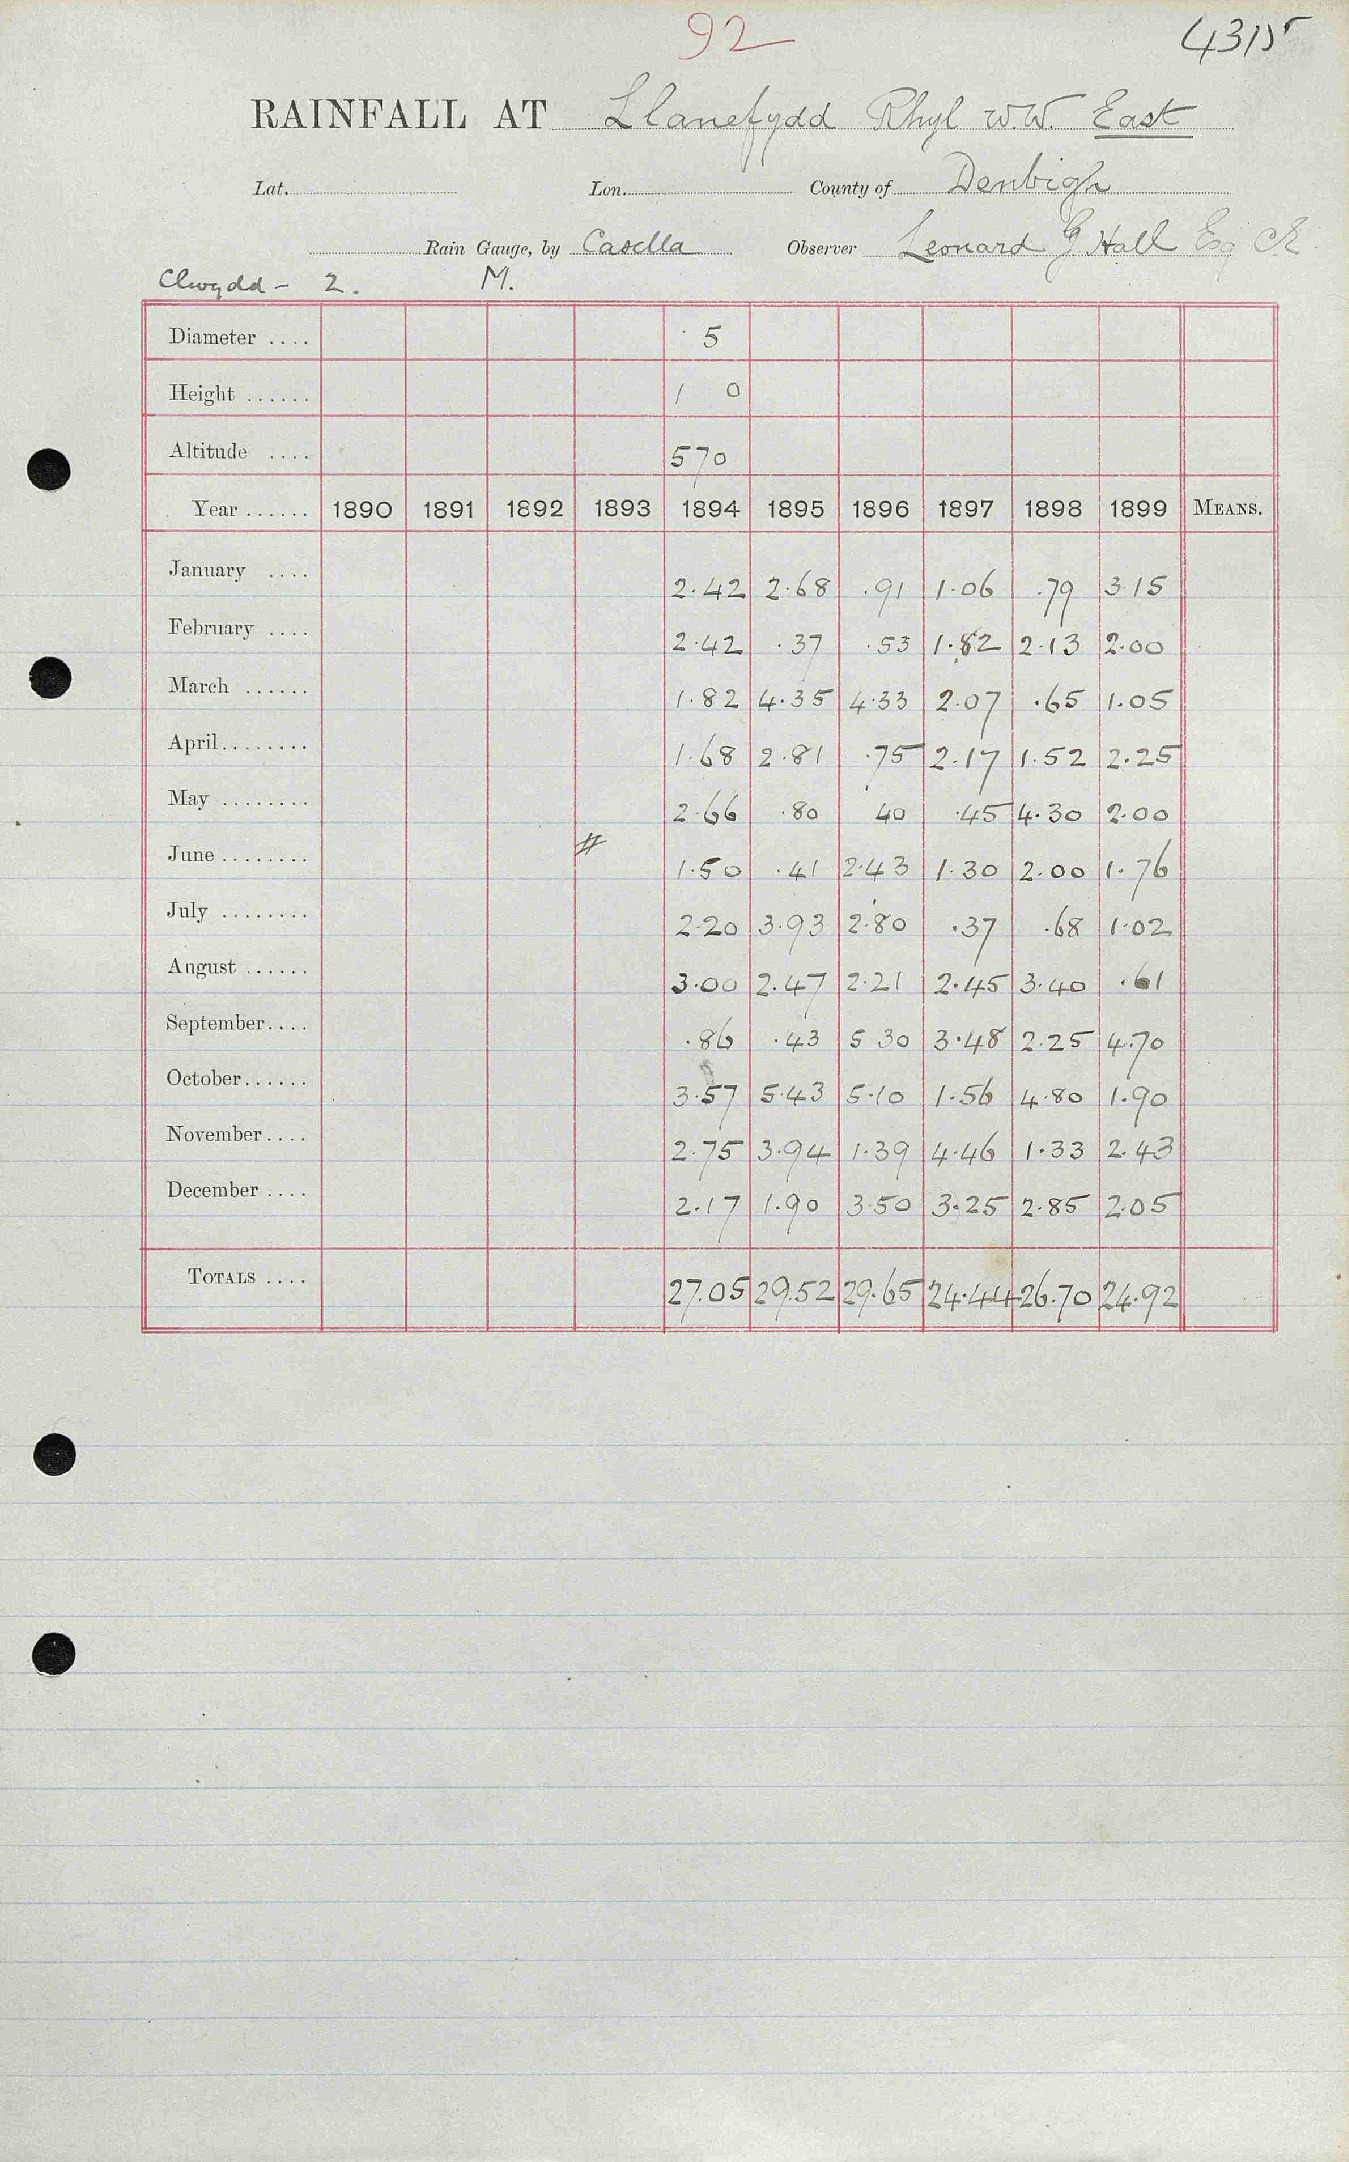 92 4315
RAINFALL AT Llanefydd Rhyl W.W. East
Lat. Lon. County of Denbigh
Rain Gauge, by Casella Observer Leonard G Hall Esq CE
Clwydd - 2. M.
Diameter .... 5
Height ...... 1 0
Altitude .... 570
Year ...... 1890 1891 1892 1893 1894 1895 1896 1897 1898 1899 MEANS.
January .... 2.42 2.68 .91 1.06 .79 3.15
February .... 2.42 .37 .53 1.82 2.13 2.00
March ...... 1.82 4.35 4.33 2.07 .65 1.05
April........ 1.68 2.81 .75 2.17 1.52 2.25
May ........ 2.66 .80 40 .45 4.30 2.00
June ........ # 1.50 .41 2.43 1.30 2.00 1.76
July ........ 2.20 3.93 2.80 .37 .68 1.02
August ...... 3.00 2.47 2.21 2.45 3.40 .61
September.... .86 .43 5 30 3.48 2.25 4.70
October...... 3.57 5.43 5.10 1.56 4.80 1.90
November.... 2.75 3.94 1.39 4.46 1.33 2.43
December .... 2.17 1.90 3.50 3.25 2.85 2.05
TOTALS .... 27.05 29.52 29.65 24.44 26.70 24.92